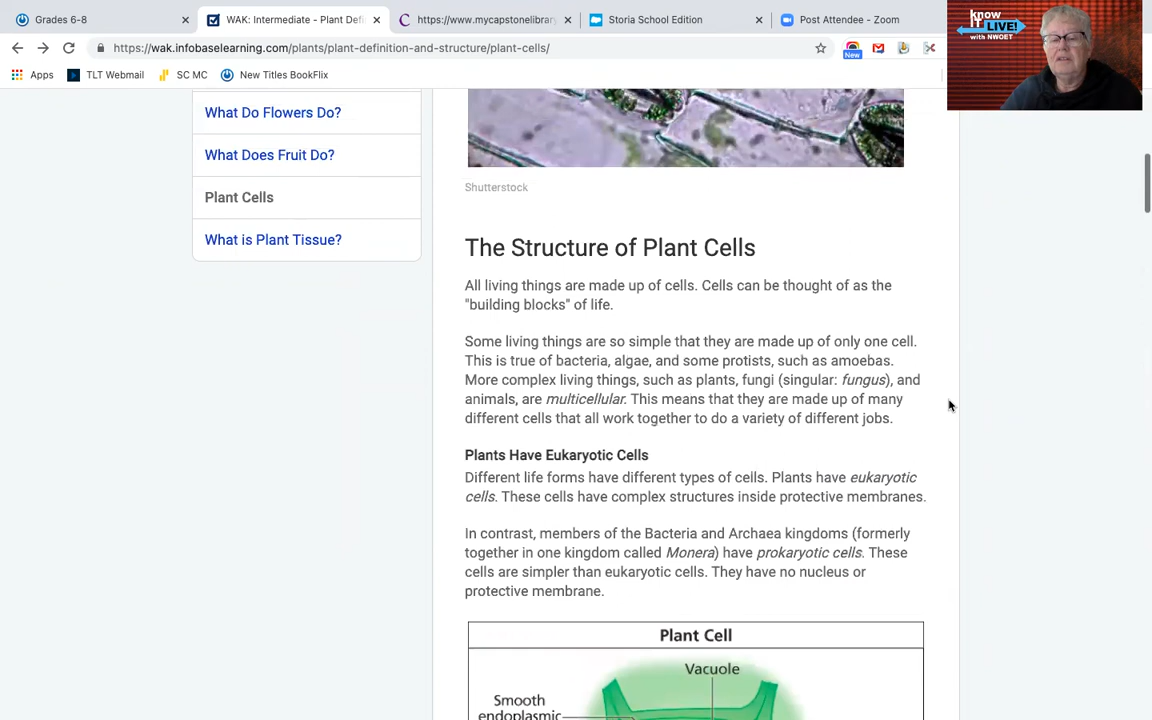 Grades 6-8
WAK: Intermediate - Plant Defi
https://www.mycapstonelibrary
Storia School Edition
Post Attendee - Zoom
https://wak.infobaselearning.com/plants/plant-definition-and-structure/plant-cells/
New
Apps
TLT Webmail
SC MC
New Titles BookFlix
know
IT
LIVE!
with NWOET
What Do Flowers Do?
What Does Fruit Do?
Plant Cells
What is Plant Tissue?
Shutterstock
The Structure of Plant Cells
All living things are made up of cells. Cells can be thought of as the
"building blocks" of life.
Some living things are so simple that they are made up of only one cell.
This is true of bacteria, algae, and some protists, such as amoebas.
More complex living things, such as plants, fungi (singular: fungus), and
animals, are multicellular. This means that they are made up of many
different cells that all work together to do a variety of different jobs.
Plants Have Eukaryotic Cells
Different life forms have different types of cells. Plants have eukaryotic
cells. These cells have complex structures inside protective membranes.
In contrast, members of the Bacteria and Archaea kingdoms (formerly
together in one kingdom called Monera) have prokaryotic cells. These
cells are simpler than eukaryotic cells. They have no nucleus or
protective membrane.
Plant Cell
Vacuole
Smooth
endoplasmic